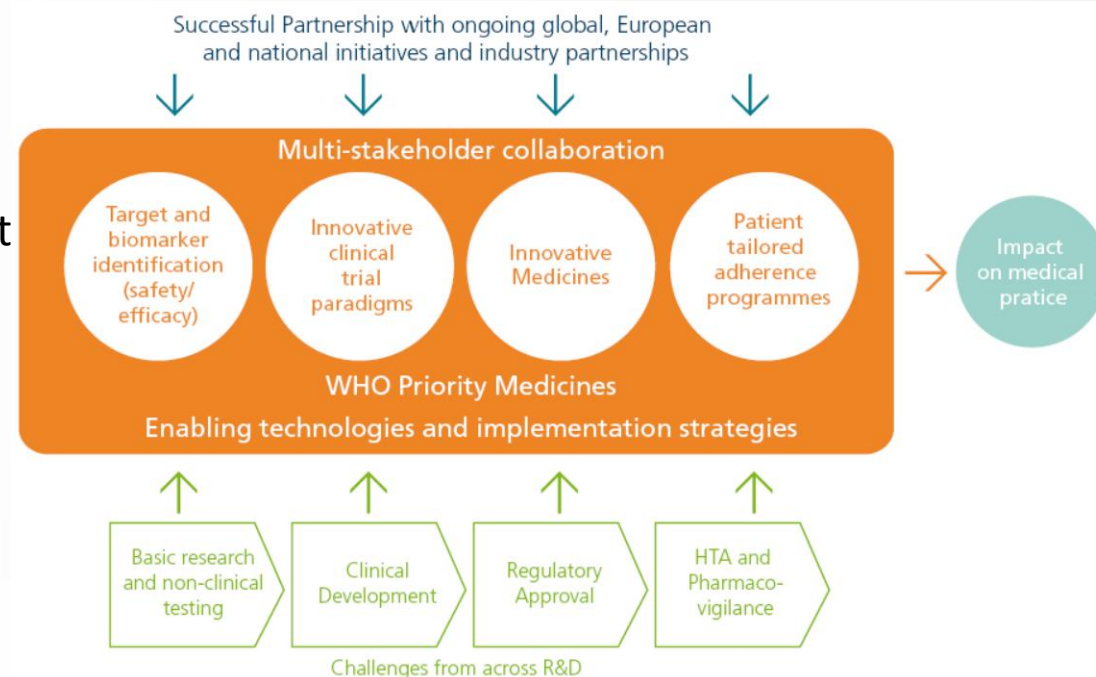 Successful Partnership with ongoing global, European
and national initiatives and industry partnerships
Multi-stakeholder collaboration
t
Target and
biomarker
identification
(safety/
efficacy)
Innovative
clinical
trial
paradigms
Innovative
Medicines
Patient
tailored
adherence
programmes
Impact
on medical
pratice
WHO Priority Medicines
Enabling technologies and implementation strategies
Basic research
and non-clinical
testing
Clinical
Development
Regulatory
Approval
HTA and
Pharmaco-
vigilance
Challenges from across R&D